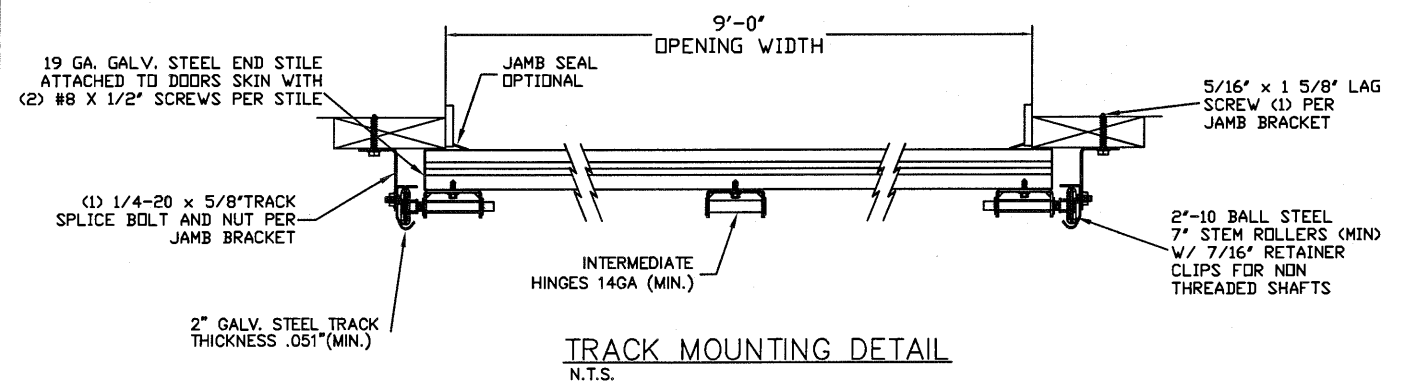 9'-0"
OPENING WIDTH
19 GA. GALV. STEEL END STILE
ATTACHED TO DOORS SKIN WITH
(2) #8 X 1/2" SCREWS PER STILE
JAMB SEAL
OPTIONAL
5/16" x 1 5/8" LAG
SCREW (1) PER
JAMB BRACKET
(1) 1/4-20 x 5/8"TRACK
SPLICE BOLT AND NUT PER
JAMB BRACKET
2"-10 BALL STEEL
7" STEM ROLLERS (MIN)
W/ 7/16" RETAINER
CLIPS FOR NON
THREADED SHAFTS
INTERMEDIATE
HINGES 14GA (MIN.)
2" GALV. STEEL TRACK
THICKNESS .051"(MIN.)
TRACK MOUNTING DETAIL
N.T.S.